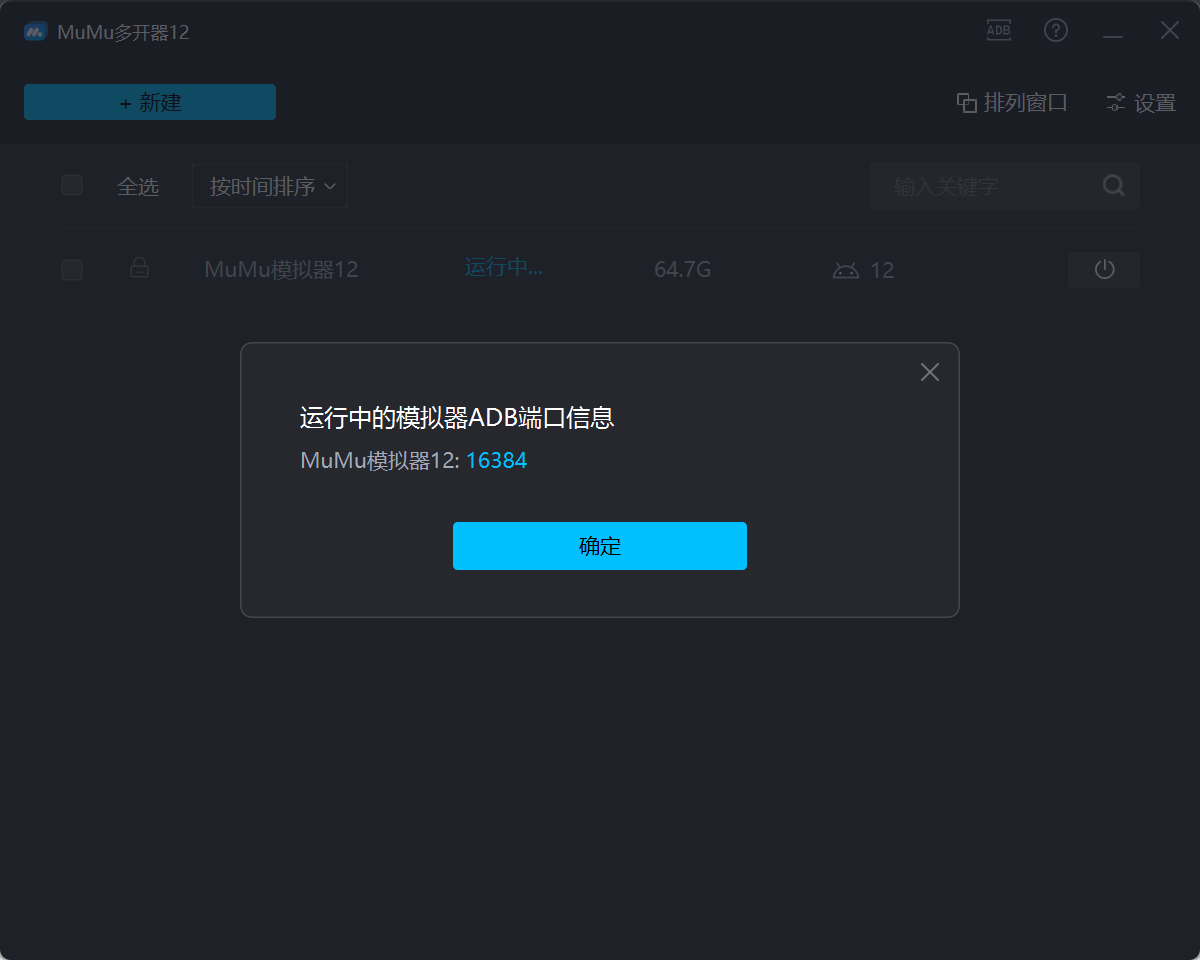 MuMu多开器12
ADB
+ 新建
排列窗口
设置
全选
按时间排序
输入关键字
MuMu模拟器12
运行中...
64.7G
12
运行中的模拟器ADB端口信息
MuMu模拟器12: 16384
确定